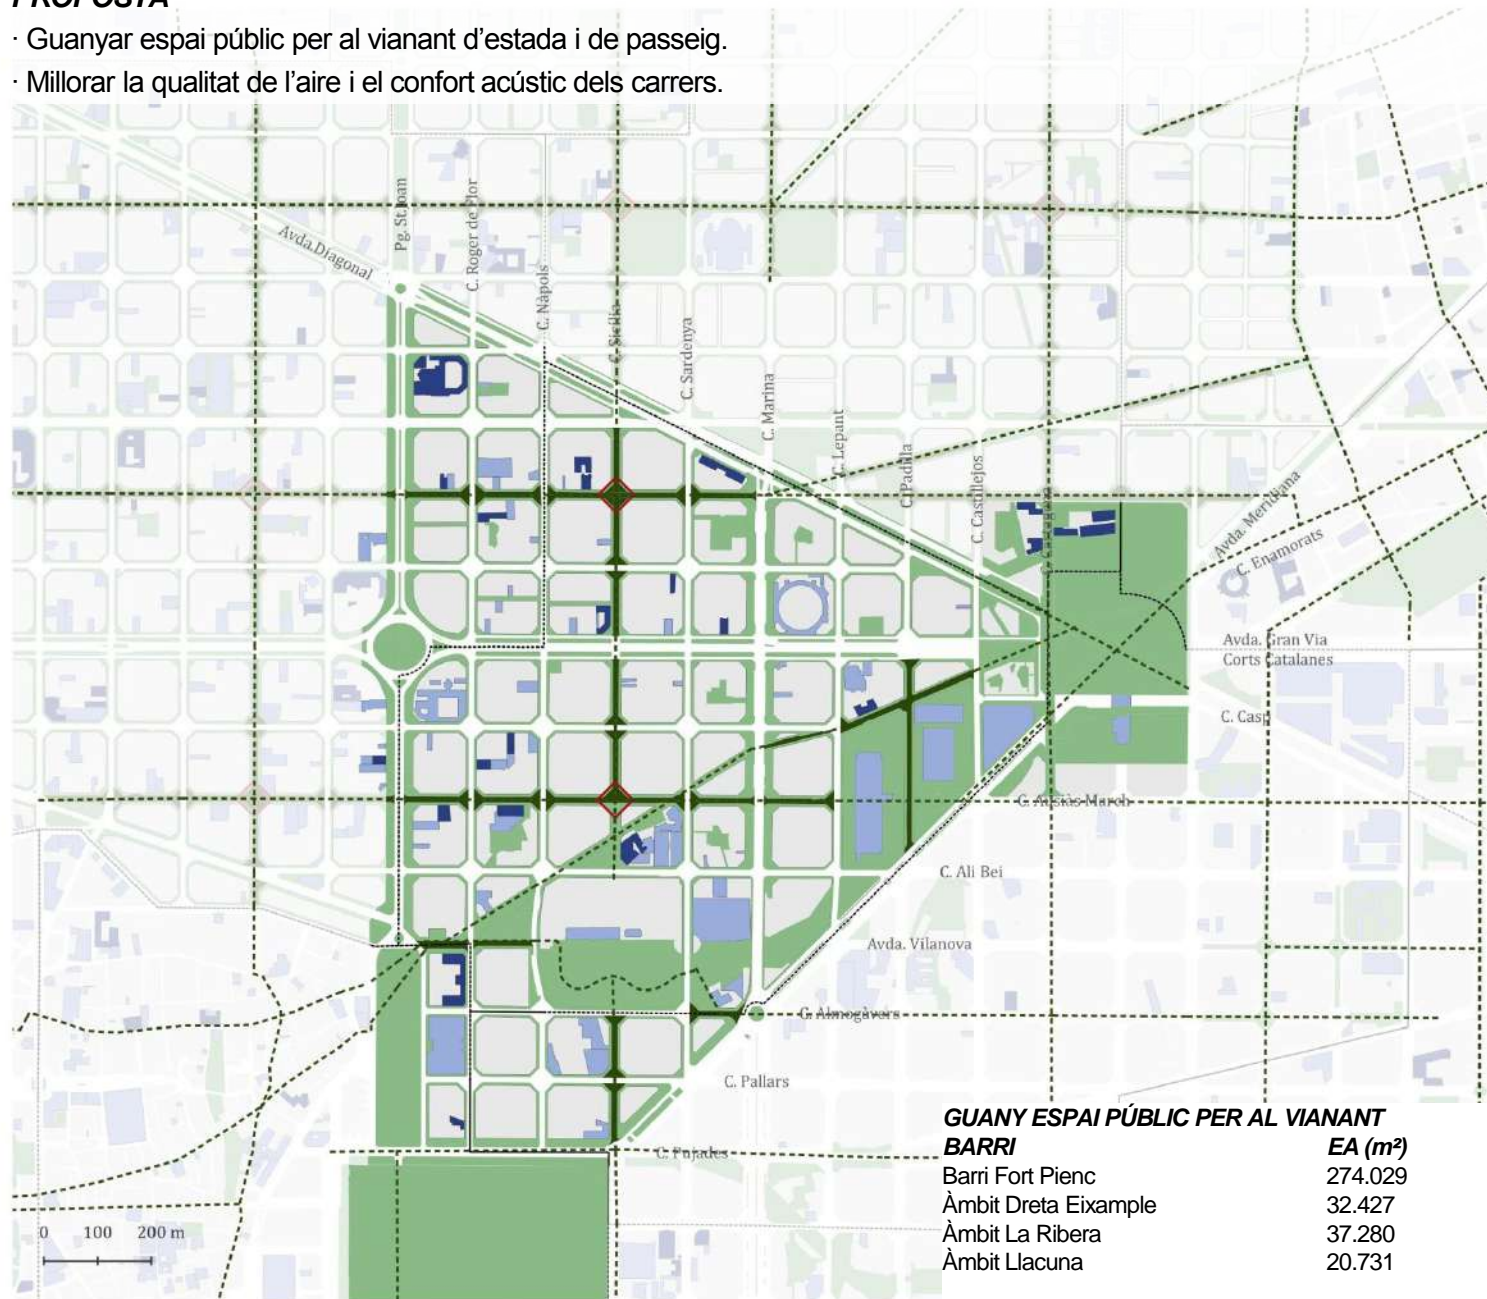 PROPOSTA
· Guanyar espai públic per al vianant d'estada i de passeig.
· Millorar la qualitat de l'aire i el confort acústic dels carrers.
Avda.Diagonal
Pg. St.Joan
C. Roger de Flor
C. Nàpols
C. Sicília
C. Sardenya
C. Marina
C. Lepant
C. Padilla
C. Castillejos
Avda. Meridiana
C. Enamorats
Avda. Gran Via
Corts Catalanes
C. Casp
C. Ausiàs March
C. Ali Bei
Avda. Vilanova
C. Almogàvers
C. Pallars
C. Pujades
GUANY ESPAI PÚBLIC PER AL VIANANT
BARRI EA (m²)
Barri Fort Pienc 274.029
Àmbit Dreta Eixample 32.427
Àmbit La Ribera 37.280
Àmbit Llacuna 20.731
0 100 200 m